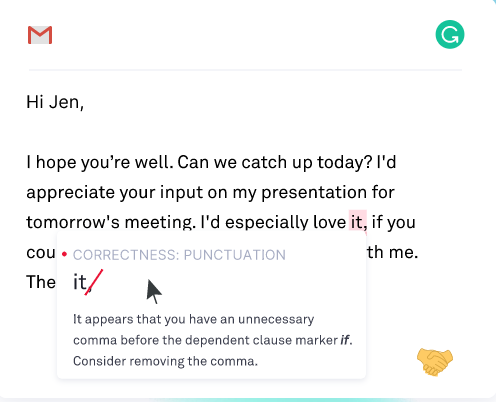 Hi Jen,
I hope you're well. Can we catch up today? I'd
appreciate your input on my presentation for
tomorrow's meeting. I'd especially love it, if you
cou
th me.
The
CORRECTNESS: PUNCTUATION
it,
It appears that you have an unnecessary
comma before the dependent clause marker if.
Consider removing the comma.